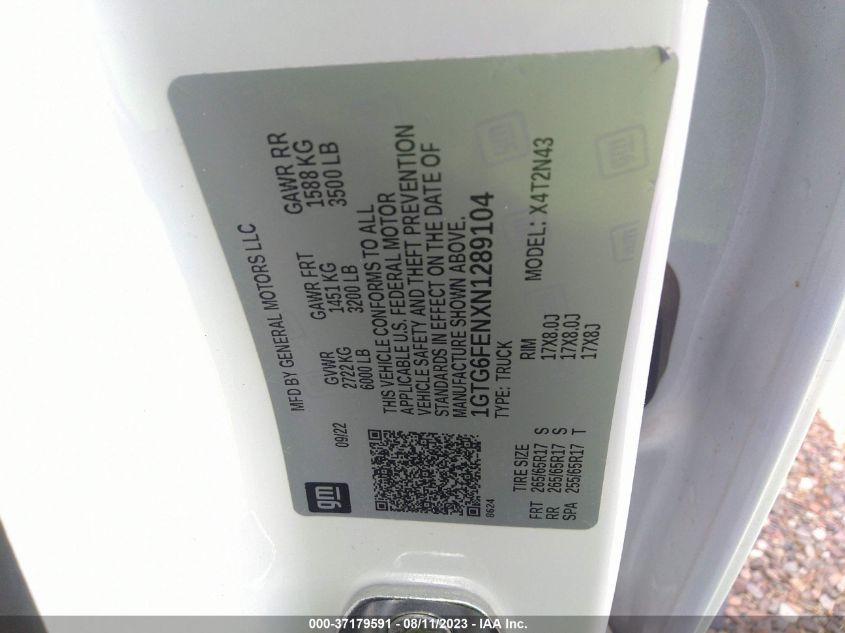 MFD BY GENERAL MOTORS LLC
09/22
GVWR GAWR FRT GAWR RR
2722 KG 1451 KG 1588 KG
6000 LB 3200 LB 3500 LB
THIS VEHICLE CONFORMS TO ALL
APPLICABLE U.S. FEDERAL MOTOR
VEHICLE SAFETY AND THEFT PREVENTION
STANDARDS IN EFFECT ON THE DATE OF
MANUFACTURE SHOWN ABOVE.
1GTG6FENXN1289104
TYPE: TRUCK MODEL: X4T2N43
gm
8624
TIRE SIZE RIM
FRT 265/65R17 S 17X8.0J
RR 265/65R17 S 17X8.0J
SPA 255/65R17 T 17X8J
gm
gm
gm
000-37179591 - 08/11/2023 - IAA Inc.